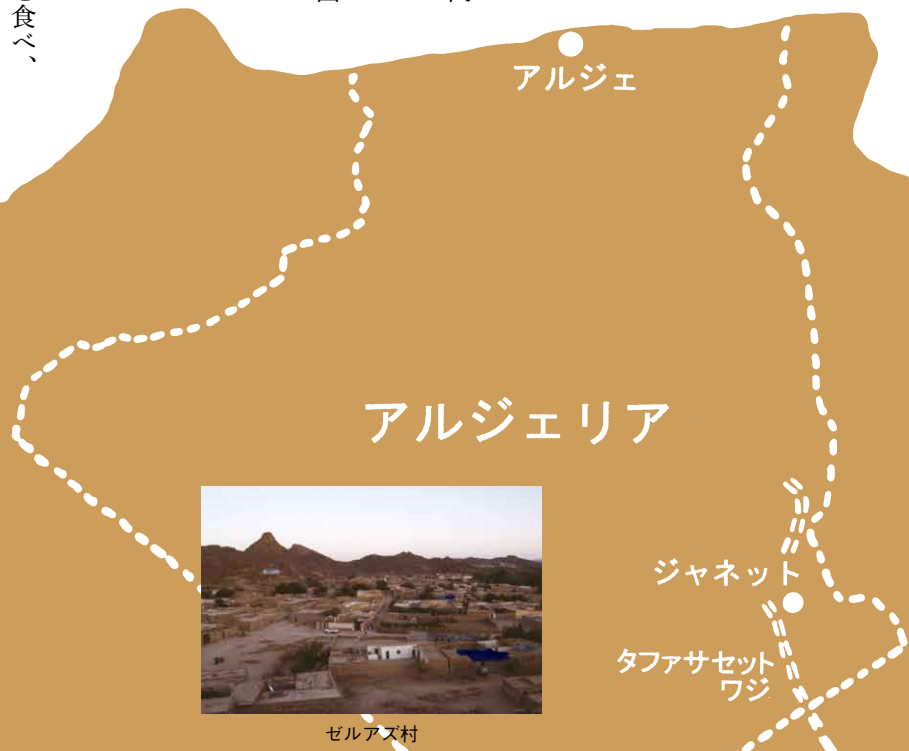 食べ、
アルジェ
アルジェリア
ジャネット
タファサセット
ワジ
ゼルアズ村